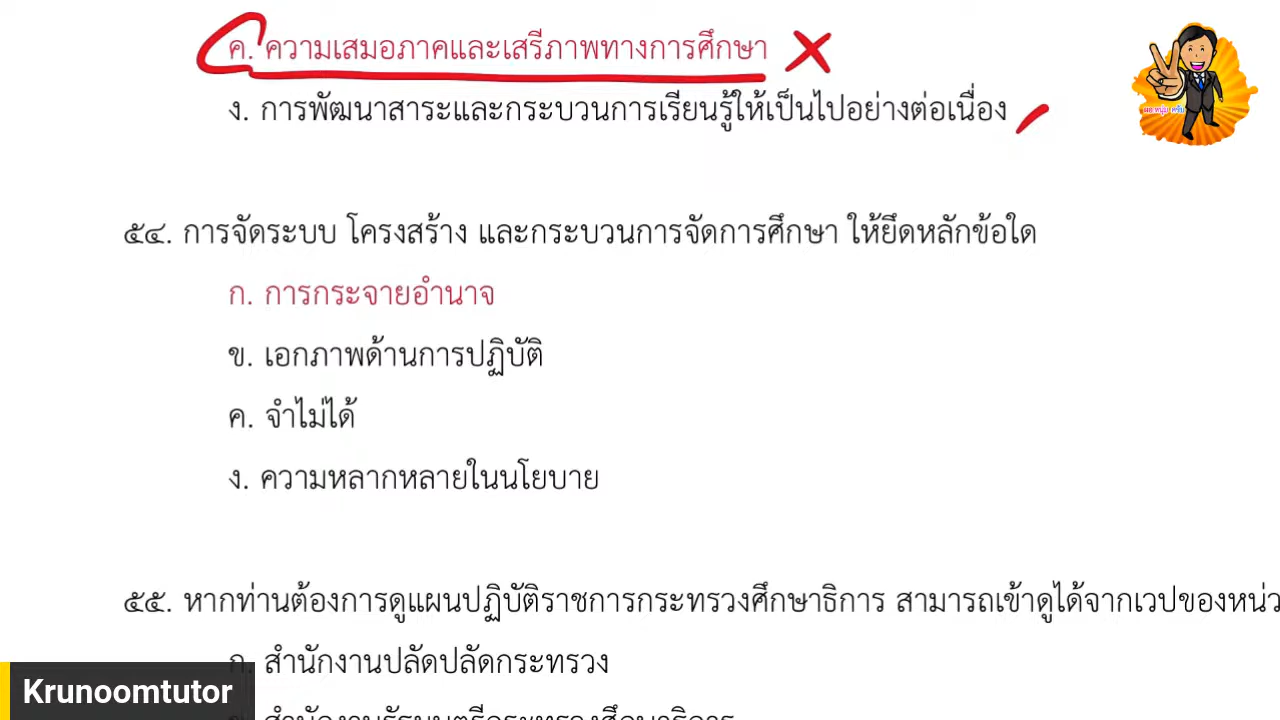 ค. ความเสมอภาคและเสรีภาพทางการศึกษา
ง. การพัฒนาสาระและกระบวนการเรียนรู้ให้เป็นไปอย่างต่อเนื่อง
๕๔. การจัดระบบ โครงสร้าง และกระบวนการจัดการศึกษา ให้ยึดหลักข้อใด
ก. การกระจายอำนาจ
ข. เอกภาพด้านการปฏิบัติ
ค. จำไม่ได้
ง. ความหลากหลายในนโยบาย
๕๕. หากท่านต้องการดูแผนปฏิบัติราชการกระทรวงศึกษาธิการ สามารถเข้าดูได้จากเวปของหน่ว
ก. สำนักงานปลัดปลัดกระทรวง
Krunoomtutor